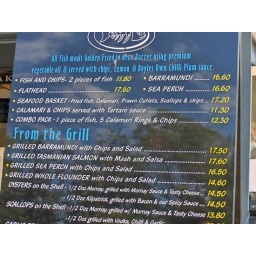 All Fish meals Golden Fried in Beer Batter using premium
vegetable oil & served with chips, Lemon & Doyles Own Chilli Plum sauce.
• FISH AND CHIPS- 2 pieces of fish 11.80 • BARRAMUNDI 16.60
• FLATHEAD 17.60 • SEA PERCH 16.60
• SEAFOOD BASKET- Fried fish, Calamari, Prawn Cutlets, Scallops & chips 17.20
• CALAMARI & CHIPS served with Tartare sauce 11.30
• COMBO PACK - 1 piece of fish, 5 Calamari Rings & Chips 12.30
From the Grill
• GRILLED BARRAMUNDI with Chips and Salad 17.50
• GRILLED TASMANIAN SALMON with Mash and Salsa 17.60
• GRILLED SEA PERCH with Chips and Salad 16.50
• GRILLED WHOLE FLOUNDER with Chips and Salad 14.60
OYSTERS on the Shell - 1/2 Doz Mornay, grilled with Mornay Sauce & Tasty Cheese 13.60
- 1/2 Doz Kilpatrick, grilled with Bacon & our Spicy Sauce 14.50
SCALLOPS on the Shell - 1/2 Doz Mornay, grilled w/ Mornay Sauce & Tasty Cheese 14.50
- 1/2 Doz grilled with Vodka, Chilli & Garlic 13.80